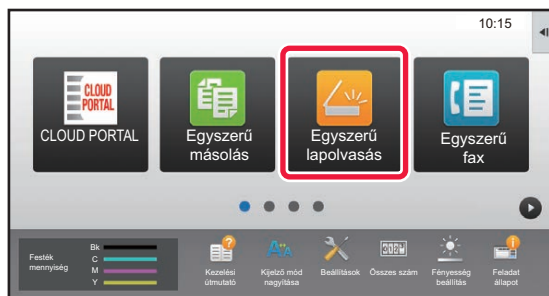 10:15
CLOUD
PORTAL
CLOUD PORTAL
Egyszerű
másolás
Egyszerű
lapolvasás
Egyszerű
fax
Festék
mennyiség
Bk
C
M
Y
Kezelési
útmutató
Kijelző mód
nagyítása
Beállítások
Összes szám
Fényesség
beállítás
Feladat
állapot